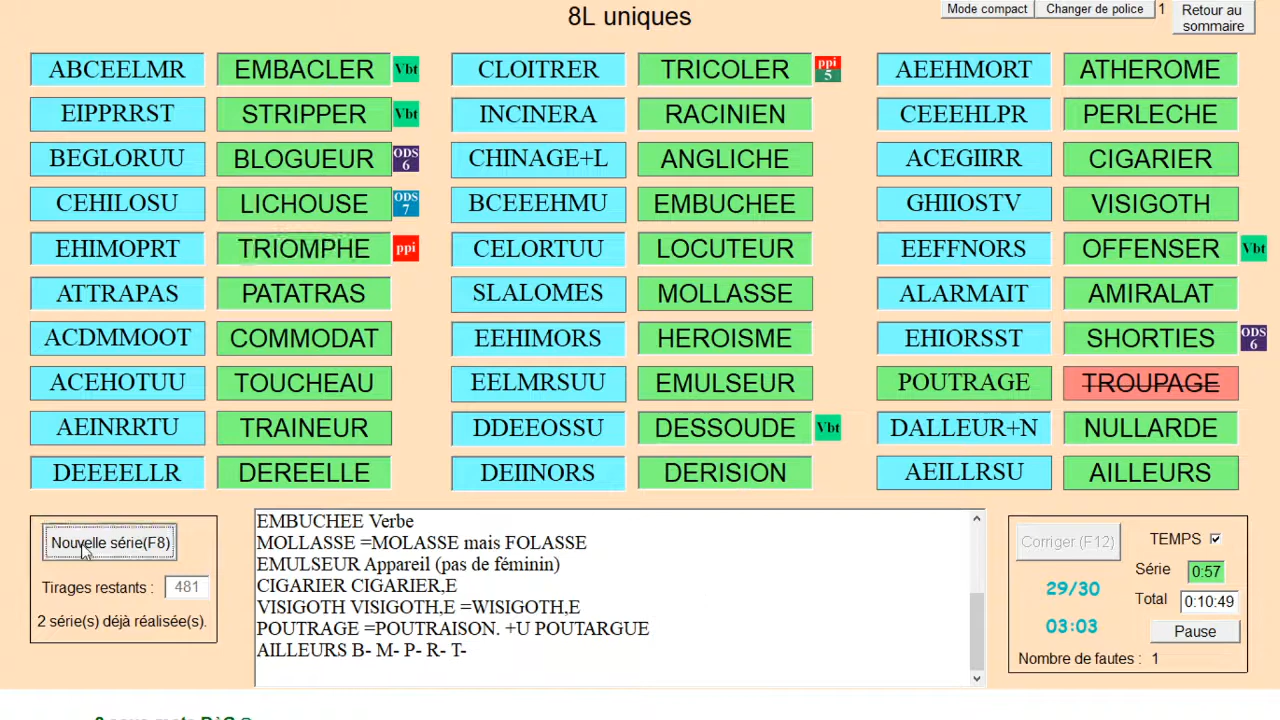 8L uniques
Mode compact Changer de police 1 Retour au sommaire
ABCEELMR EMBACLER Vbt CLOITRER TRICOLER ppi 5 AEEHMORT ATHEROME
EIPPRRST STRIPPER Vbt INCINERA RACINIEN CEEEHLPR PERLECHE
BEGLORUU BLOGUEUR ODS 6 CHINAGE+L ANGLICHE ACEGIIRR CIGARIER
CEHILOSU LICHOUSE ODS 7 BCEEEHMU EMBUCHEE GHIIOSTV VISIGOTH
EHIMOPRT TRIOMPHE ppi CELORTUU LOCUTEUR EEFFNORS OFFENSER Vbt
ATTRAPAS PATATRAS SLALOMES MOLLASSE ALARMAIT AMIRALAT
ACDMMOOT COMMODAT EEHIMORS HEROISME EHIORSST SHORTIES ODS 6
ACEHOTUU TOUCHEAU EELMRSUU EMULSEUR POUTRAGE TROUPAGE
AEINRRTU TRAINEUR DDEEOSSU DESSOUDE Vbt DALLEUR+N NULLARDE
DEEEELLR DEREELLE DEIINORS DERISION AEILLRSU AILLEURS
Nouvelle série(F8)
Tirages restants : 481
2 série(s) déjà réalisée(s).
EMBUCHEE Verbe
MOLLASSE =MOLASSE mais FOLASSE
EMULSEUR Appareil (pas de féminin)
CIGARIER CIGARIER,E
VISIGOTH VISIGOTH,E =WISIGOTH,E
POUTRAGE =POUTRAISON. +U POUTARGUE
AILLEURS B- M- P- R- T-
Corriger (F12) TEMPS
29/30 Série 0:57
03:03 Total 0:10:49
Pause
Nombre de fautes : 1